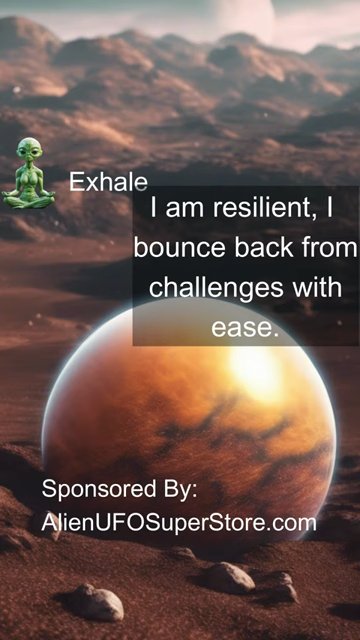 Exhale
I am resilient, I
bounce back from
challenges with
ease.
Sponsored By:
AlienUFOSuperStore.com